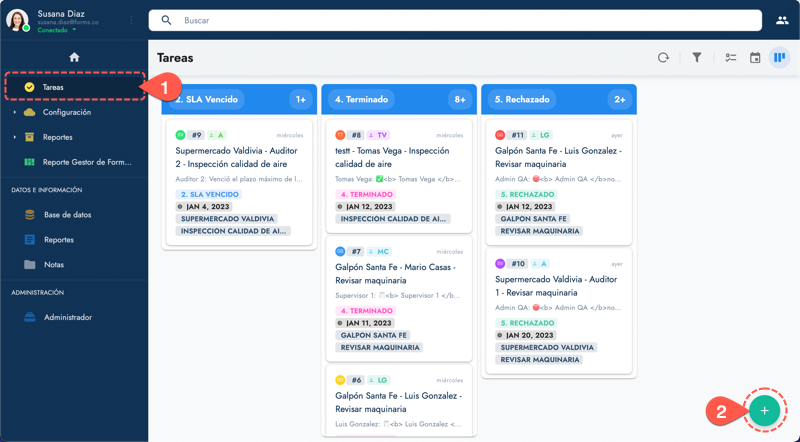 Susana Diaz
susana.diaz@forms.co
Conectado
Buscar
Tareas
Configuración
Reportes
Reporte Gestor de Form...
DATOS E INFORMACIÓN
Base de datos
Reportes
Notas
ADMINISTRACIÓN
Administrador
1
Tareas
2. SLA Vencido
1+
#9
A
miércoles
Supermercado Valdivia - Auditor
2 - Inspección calidad de aire
Auditor 2: Venció el plazo máximo de l...
2. SLA VENCIDO
JAN 4, 2023
SUPERMERCADO VALDIVIA
INSPECCION CALIDAD DE AI...
4. Terminado
8+
#8
TV
miércoles
testt - Tomas Vega - Inspección
calidad de aire
Tomas Vega: ✅<b> Tomas Vega </b>...
4. TERMINADO
JAN 12, 2023
INSPECCION CALIDAD DE AI...
#7
MC
miércoles
Galpón Santa Fe - Mario Casas -
Revisar maquinaria
Supervisor 1: <b> Supervisor 1 </b>...
4. TERMINADO
JAN 11, 2023
GALPON SANTA FE
REVISAR MAQUINARIA
#6
LG
miércoles
Galpón Santa Fe - Luis Gonzalez -
Revisar maquinaria
Luis Gonzalez: <b> Luis Gonzalez <...
5. Rechazado
2+
#11
LG
ayer
Galpón Santa Fe - Luis Gonzalez -
Revisar maquinaria
Admin QA: <b> Admin QA </b>no...
5. RECHAZADO
JAN 12, 2023
GALPON SANTA FE
REVISAR MAQUINARIA
#10
A
ayer
Supermercado Valdivia - Auditor
1 - Revisar maquinaria
Admin QA: <b> Admin QA </b>no...
5. RECHAZADO
JAN 20, 2023
SUPERMERCADO VALDIVIA
REVISAR MAQUINARIA
2
+